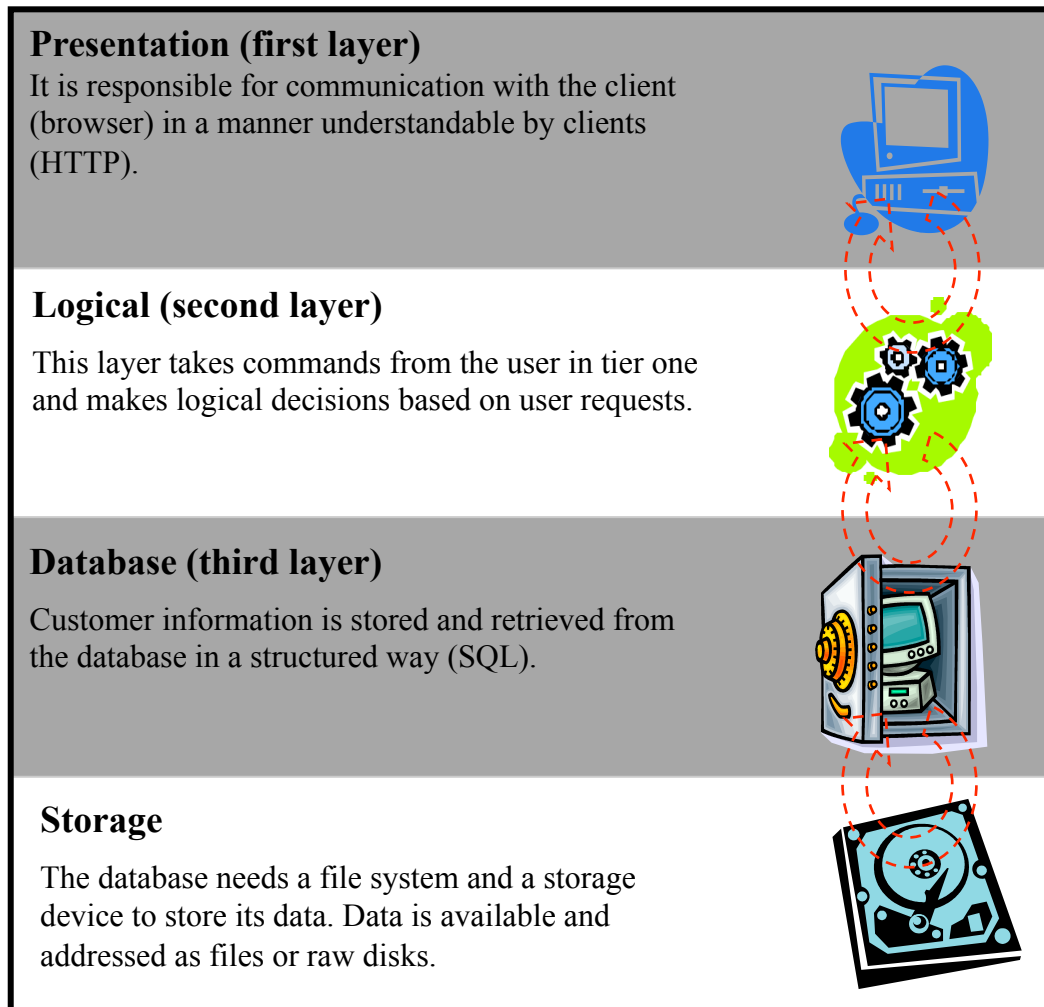 Presentation (first layer)
It is responsible for communication with the client
(browser) in a manner understandable by clients
(HTTP).
Logical (second layer)
This layer takes commands from the user in tier one
and makes logical decisions based on user requests.
Database (third layer)
Customer information is stored and retrieved from
the database in a structured way (SQL).
Storage
The database needs a file system and a storage
device to store its data. Data is available and
addressed as files or raw disks.